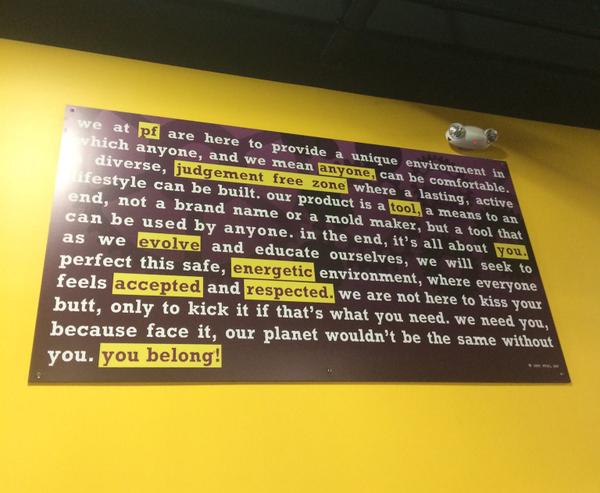 we at pf are here to provide a unique environment in
which anyone, and we mean anyone, can be comfortable.
a diverse, judgement free zone where a lasting, active
lifestyle can be built. our product is a tool, a means to an
end, not a brand name or a mold maker, but a tool that
can be used by anyone. in the end, it's all about you.
as we evolve and educate ourselves, we will seek to
perfect this safe, energetic environment, where everyone
feels accepted and respected. we are not here to kiss your
butt, only to kick it if that's what you need. we need you,
because face it, our planet wouldn't be the same without
you. you belong!